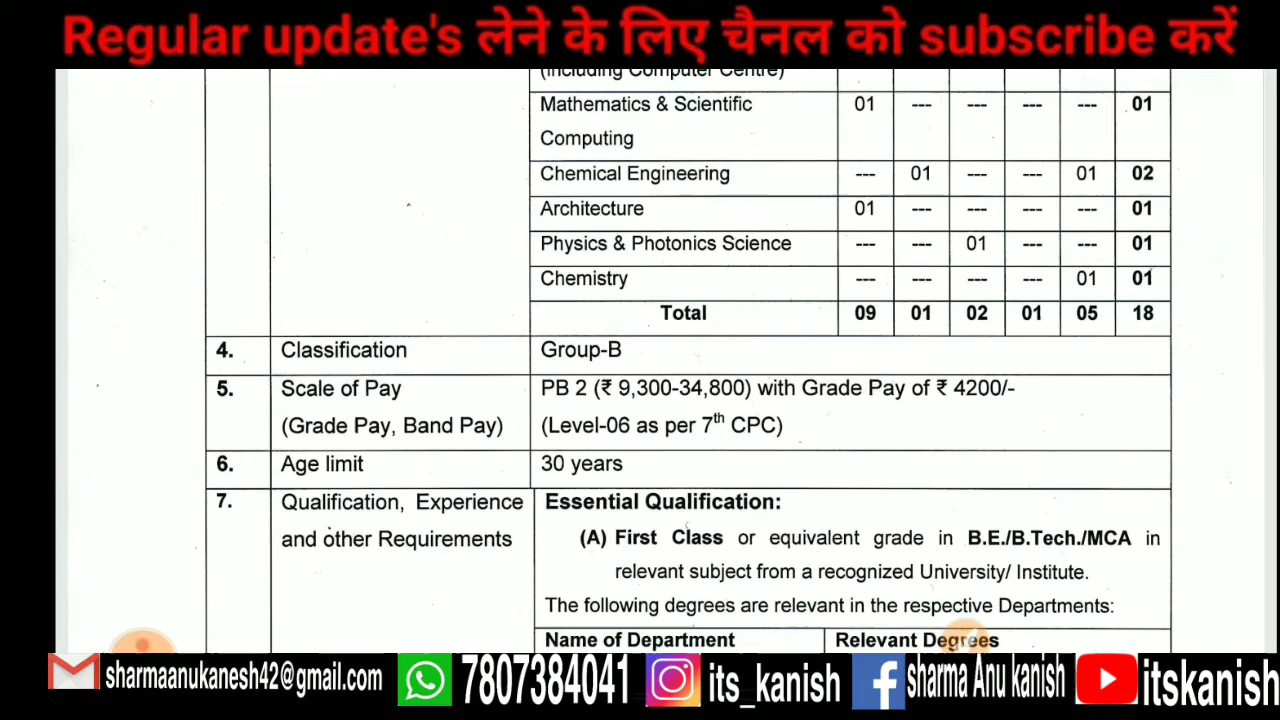 Regular update's लेने के लिए चैनल को subscribe करें
(including Computer Centre)
Mathematics & Scientific Computing 01 --- --- --- --- 01
Chemical Engineering --- 01 --- --- 01 02
Architecture 01 --- --- --- --- 01
Physics & Photonics Science --- --- 01 --- --- 01
Chemistry --- --- --- --- 01 01
Total 09 01 02 01 05 18
4. Classification Group-B
5. Scale of Pay PB 2 (₹ 9,300-34,800) with Grade Pay of ₹ 4200/-
(Grade Pay, Band Pay) (Level-06 as per 7th CPC)
6. Age limit 30 years
7. Qualification, Experience Essential Qualification:
and other Requirements (A) First Class or equivalent grade in B.E./B.Tech./MCA in
relevant subject from a recognized University/ Institute.
The following degrees are relevant in the respective Departments:
Name of Department Relevant Degrees
sharmaanukanesh42@gmail.com 7807384041 its_kanish sharma Anu kanish itskanish